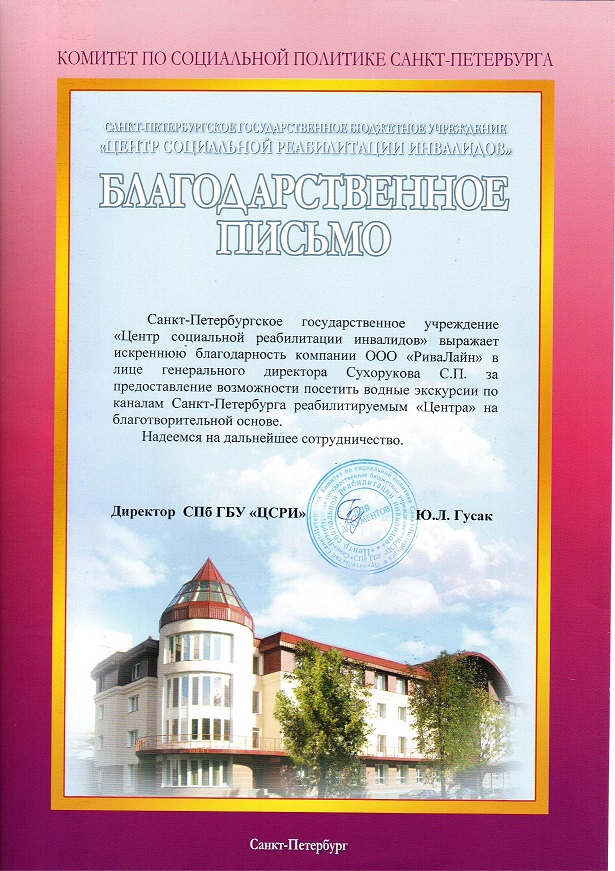 КОМИТЕТ ПО СОЦИАЛЬНОЙ ПОЛИТИКЕ САНКТ-ПЕТЕРБУРГА
САНКТ-ПЕТЕРБУРГСКОЕ ГОСУДАРСТВЕННОЕ БЮДЖЕТНОЕ УЧРЕЖДЕНИЕ
«ЦЕНТР СОЦИАЛЬНОЙ РЕАБИЛИТАЦИИ ИНВАЛИДОВ»
БЛАГОДАРСТВЕННОЕ
ПИСЬМО
Санкт-Петербургское государственное учреждение
«Центр социальной реабилитации инвалидов» выражает
искреннюю благодарность компании ООО «РиваЛайн» в
лице генерального директора Сухорукова С.П. за
предоставление возможности посетить водные экскурсии по
каналам Санкт-Петербурга реабилитируемым «Центра» на
благотворительной основе.
Надеемся на дальнейшее сотрудничество.
Директор СПб ГБУ «ЦСРИ»
Ю.Л. Гусак
ДЛЯ
ДОКУМЕНТОВ
Санкт-Петербург